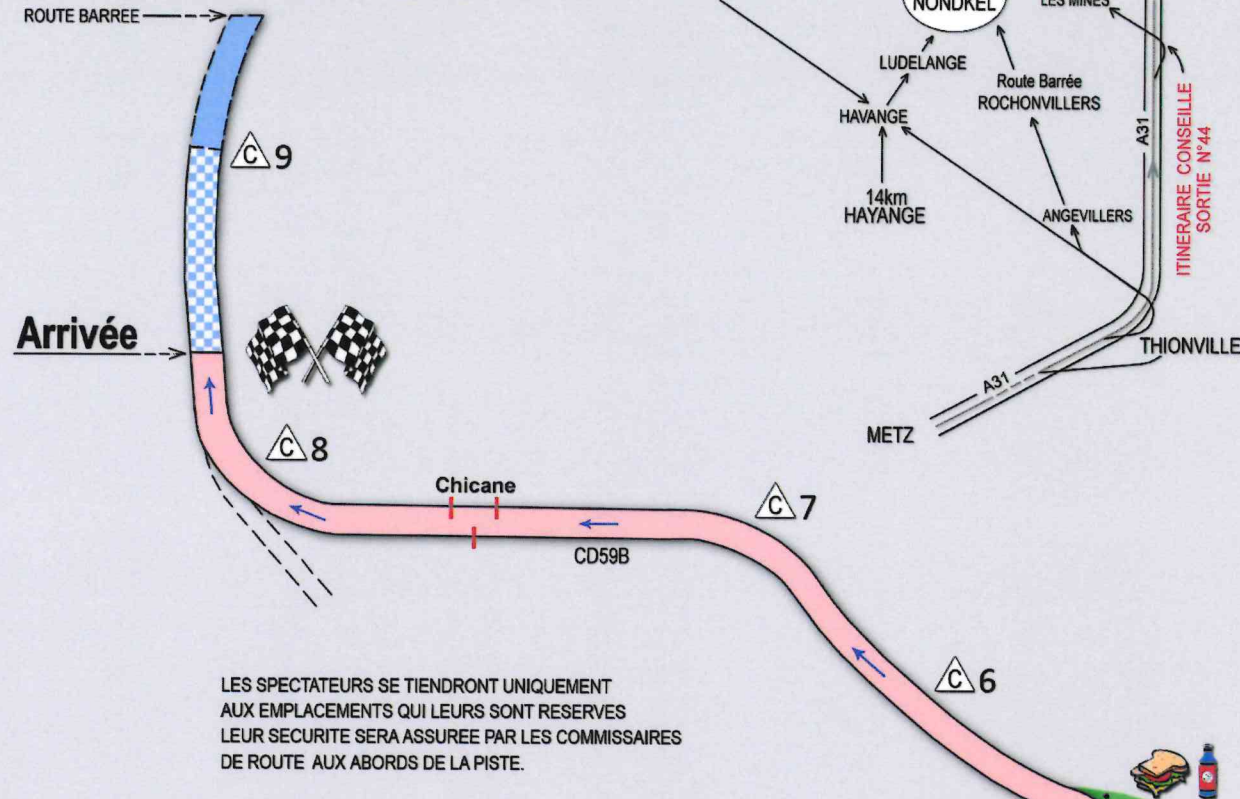 ROUTE BARREE
C 9
Arrivée
C 8
Chicane
CD59B
C 7
C 6
LES SPECTATEURS SE TIENDRONT UNIQUEMENT
AUX EMPLACEMENTS QUI LEURS SONT RESERVES
LEUR SECURITE SERA ASSUREE PAR LES COMMISSAIRES
DE ROUTE AUX ABORDS DE LA PISTE.
NONDKEL
LES MINES
LUDELANGE
Route Barrée
ROCHONVILLERS
HAVANGE
14km
HAYANGE
ANGEVILLERS
A31
ITINERAIRE CONSEILLE
SORTIE N°44
THIONVILLE
A31
METZ